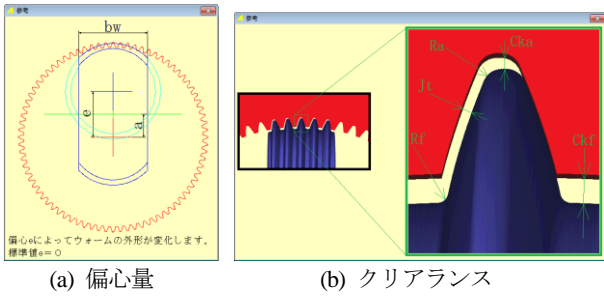 参考
bw
e
a
偏心eによってウォームの外形が変化します。
標準値e=0
(a) 偏心量
参考
Ra
Cka
Jt
Rf
Ckf
(b) クリアランス